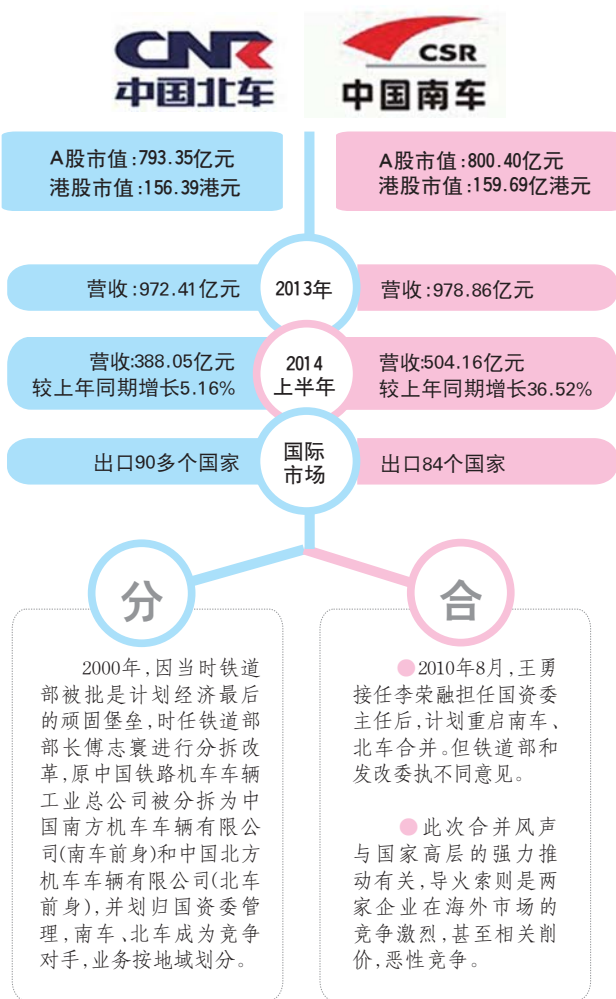 CNR
中国北车
CSR
中国南车
A股市值:793.35亿元
港股市值:156.39港元
A股市值:800.40亿元
港股市值:159.69亿港元
营收:972.41亿元
2013年
营收:978.86亿元
营收:388.05亿元
较上年同期增长5.16%
2014
上半年
营收:504.16亿元
较上年同期增长36.52%
出口90多个国家
国际
市场
出口84个国家
分
2000年,因当时铁道
部被批是计划经济最后
的顽固堡垒,时任铁道部
部长傅志寰进行分拆改
革,原中国铁路机车车辆
工业总公司被分拆为中
国南方机车车辆有限公
司(南车前身)和中国北方
机车车辆有限公司(北车
前身),并划归国资委管
理,南车、北车成为竞争
对手,业务按地域划分。
合
●2010年8月,王勇
接任李荣融担任国资委
主任后,计划重启南车、
北车合并。但铁道部和
发改委执不同意见。
●此次合并风声
与国家高层的强力推
动有关,导火索则是两
家企业在海外市场的
竞争激烈,甚至相关削
价,恶性竞争。